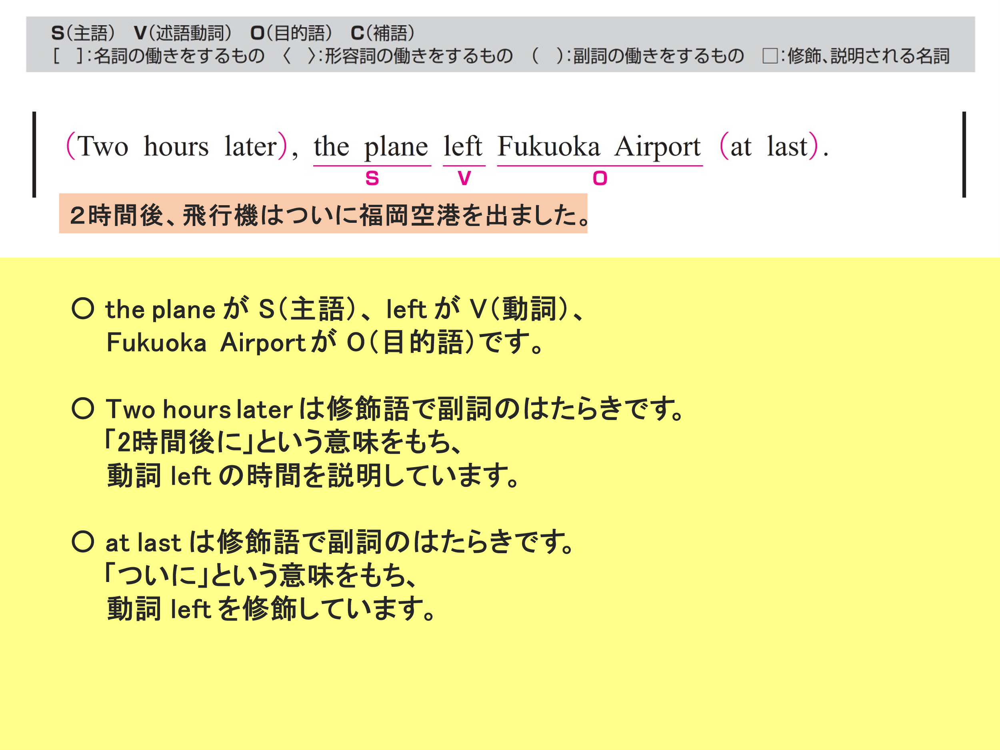 S（主語）　V（述語動詞）　O（目的語）　C（補語）
[　]：名詞の働きをするもの　〈　〉：形容詞の働きをするもの　(　)：副詞の働きをするもの　□：修飾、説明される名詞
(Two hours later), the plane left Fukuoka Airport (at last).
S V O
２時間後、飛行機はついに福岡空港を出ました。
○ the plane が S（主語）、left が V（動詞）、
Fukuoka Airportが O（目的語）です。
○ Two hours later は修飾語で副詞のはたらきです。
「2時間後に」という意味をもち、
動詞 left の時間を説明しています。
○ at last は修飾語で副詞のはたらきです。
「ついに」という意味をもち、
動詞 left を修飾しています。